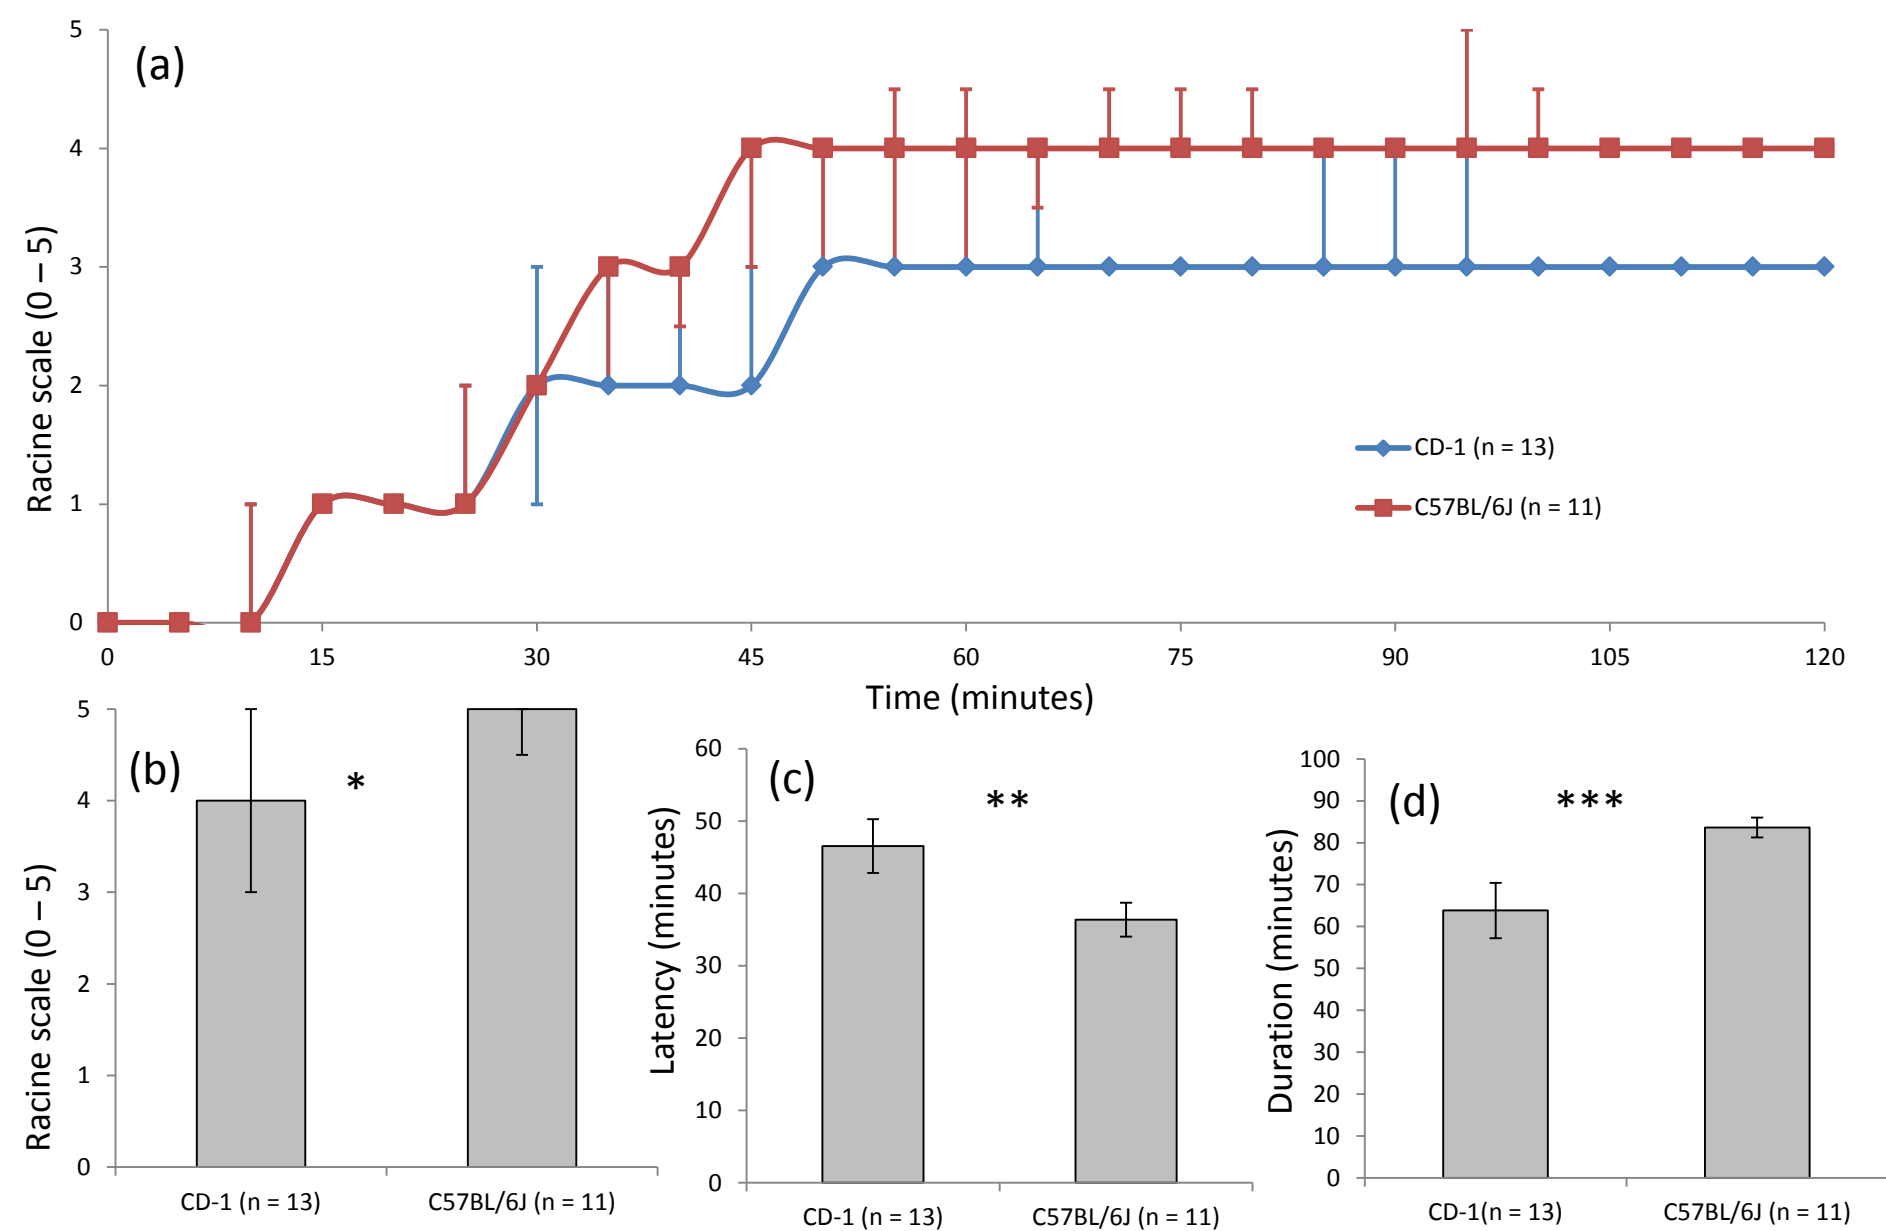 (a)
Racine scale (0 – 5)
5
4
3
2
1
0
0 15 30 45 60 75 90 105 120
Time (minutes)
CD-1 (n = 13)
C57BL/6J (n = 11)
(b)
*
Racine scale (0 – 5)
5
4
3
2
1
0
CD-1 (n = 13) C57BL/6J (n = 11)
(c)
**
Latency (minutes)
60
50
40
30
20
10
0
CD-1 (n = 13) C57BL/6J (n = 11)
(d)
***
Duration (minutes)
100
90
80
70
60
50
40
30
20
10
0
CD-1(n = 13) C57BL/6J (n = 11)